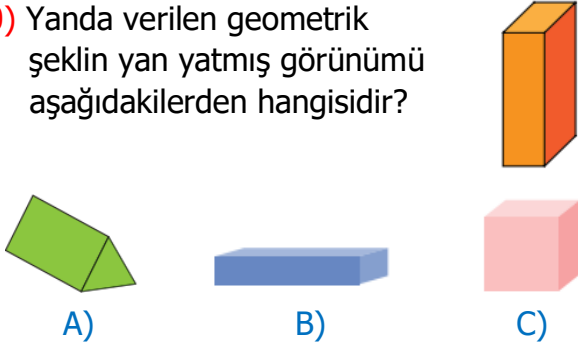 ) Yanda verilen geometrik
şeklin yan yatmış görünümü
aşağıdakilerden hangisidir?
A) B) C)